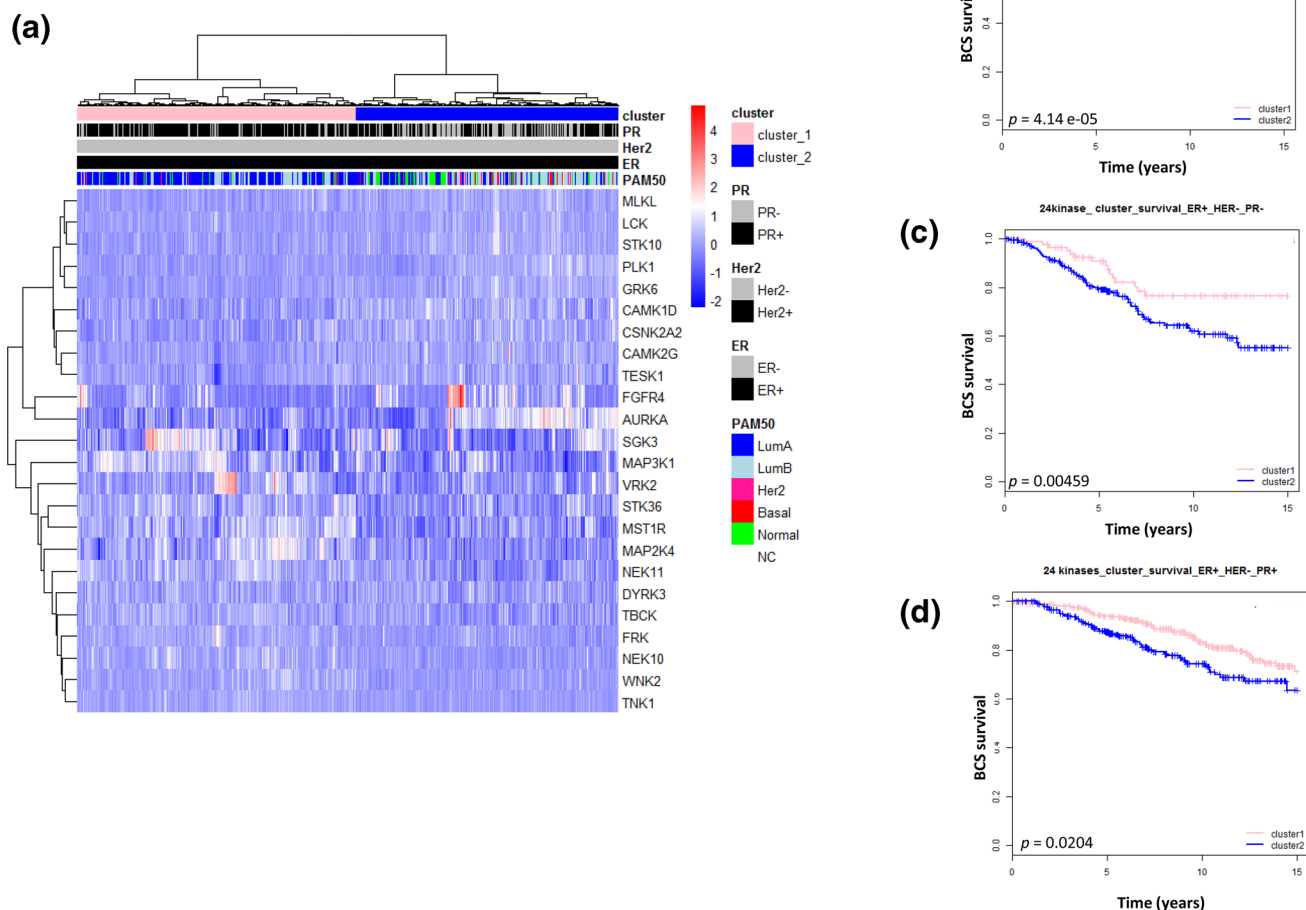 (a)
cluster
PR
Her2
ER
PAM50
MLKL
LCK
STK10
PLK1
GRK6
CAMK1D
CSNK2A2
CAMK2G
TESK1
FGFR4
AURKA
SGK3
MAP3K1
VRK2
STK36
MST1R
MAP2K4
NEK11
DYRK3
TBCK
FRK
NEK10
WNK2
TNK1
4
3
2
1
0
-1
-2
cluster
cluster_1
cluster_2
PR
PR-
PR+
Her2
Her2-
Her2+
ER
ER-
ER+
PAM50
LumA
LumB
Her2
Basal
Normal
NC
BCS survi
0.4
0.2
0.0
p = 4.14 e-05
cluster1
cluster2
5
10
15
Time (years)
(c)
24kinase_ cluster_survival_ER+_HER-_PR-
BCS survival
1.0
0.8
0.6
0.4
0.2
0.0
p = 0.00459
cluster1
cluster2
0
5
10
15
Time (years)
(d)
24 kinases_cluster_survival_ER+_HER-_PR+
BCS survival
1.0
0.8
0.6
0.4
0.2
0.0
p = 0.0204
cluster1
cluster2
0
5
10
15
Time (years)